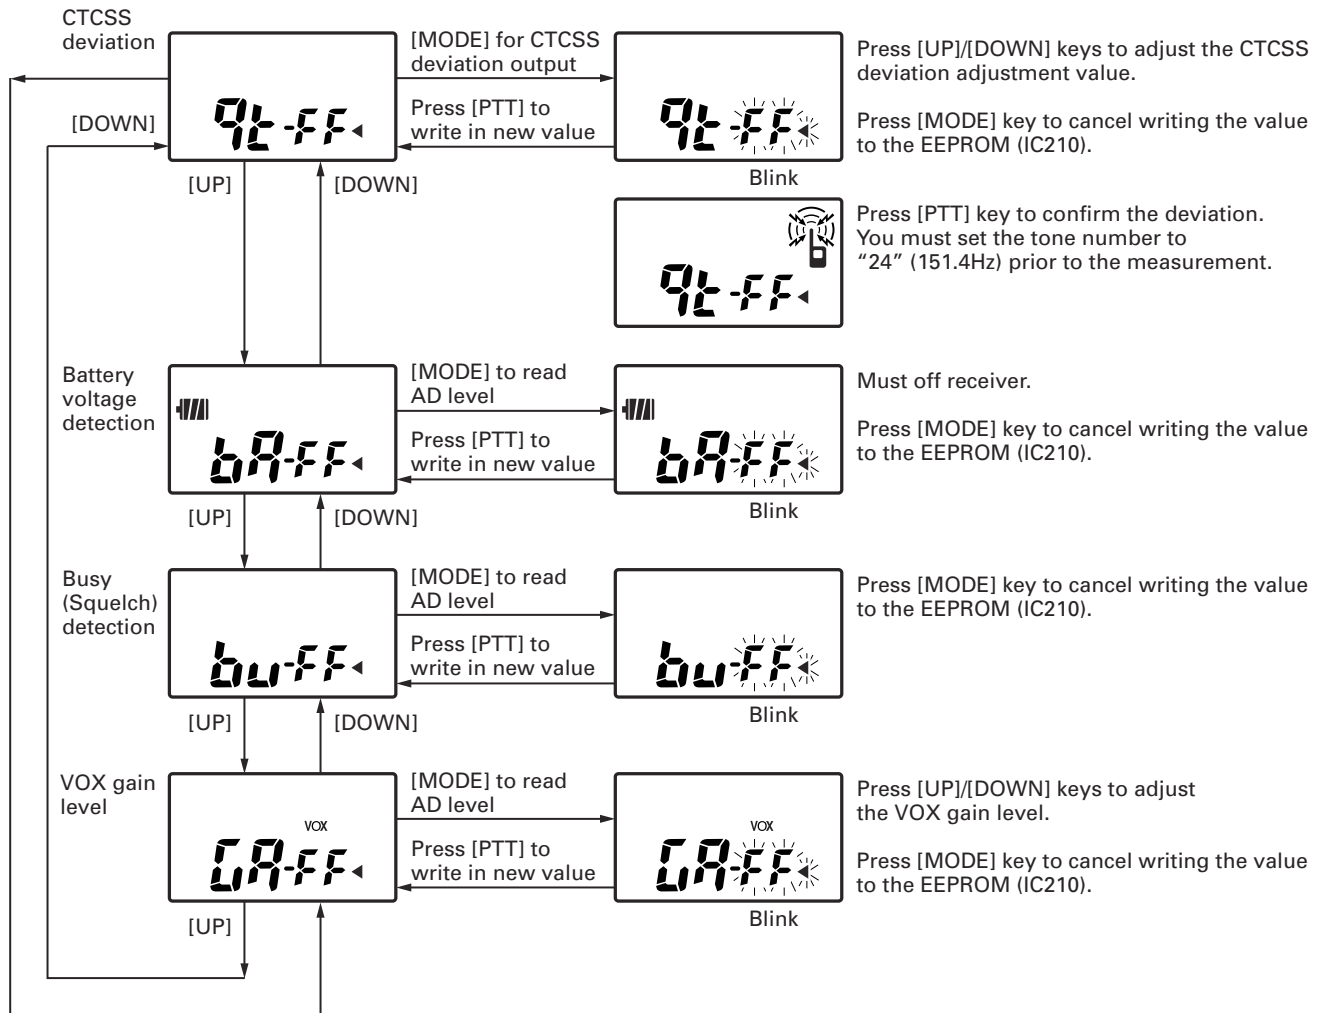 CTCSS
deviation
[MODE] for CTCSS
deviation output
Press [UP]/[DOWN] keys to adjust the CTCSS
deviation adjustment value.
qt-FF
Press [PTT] to
write in new value
qt-FF
Press [MODE] key to cancel writing the value
to the EEPROM (IC210).
[DOWN]
[UP]
[DOWN]
Blink
qt-FF
Press [PTT] key to confirm the deviation.
You must set the tone number to
“24” (151.4Hz) prior to the measurement.
Battery
voltage
detection
[MODE] to read
AD level
Must off receiver.
bA-FF
Press [PTT] to
write in new value
bA-FF
Press [MODE] key to cancel writing the value
to the EEPROM (IC210).
[UP]
[DOWN]
Blink
Busy
(Squelch)
detection
[MODE] to read
AD level
Press [MODE] key to cancel writing the value
to the EEPROM (IC210).
bu-FF
Press [PTT] to
write in new value
bu-FF
[UP]
[DOWN]
Blink
VOX gain
level
[MODE] to read
AD level
Press [UP]/[DOWN] keys to adjust
the VOX gain level.
VOX
GA-FF
Press [PTT] to
write in new value
VOX
GA-FF
Press [MODE] key to cancel writing the value
to the EEPROM (IC210).
[UP]
Blink